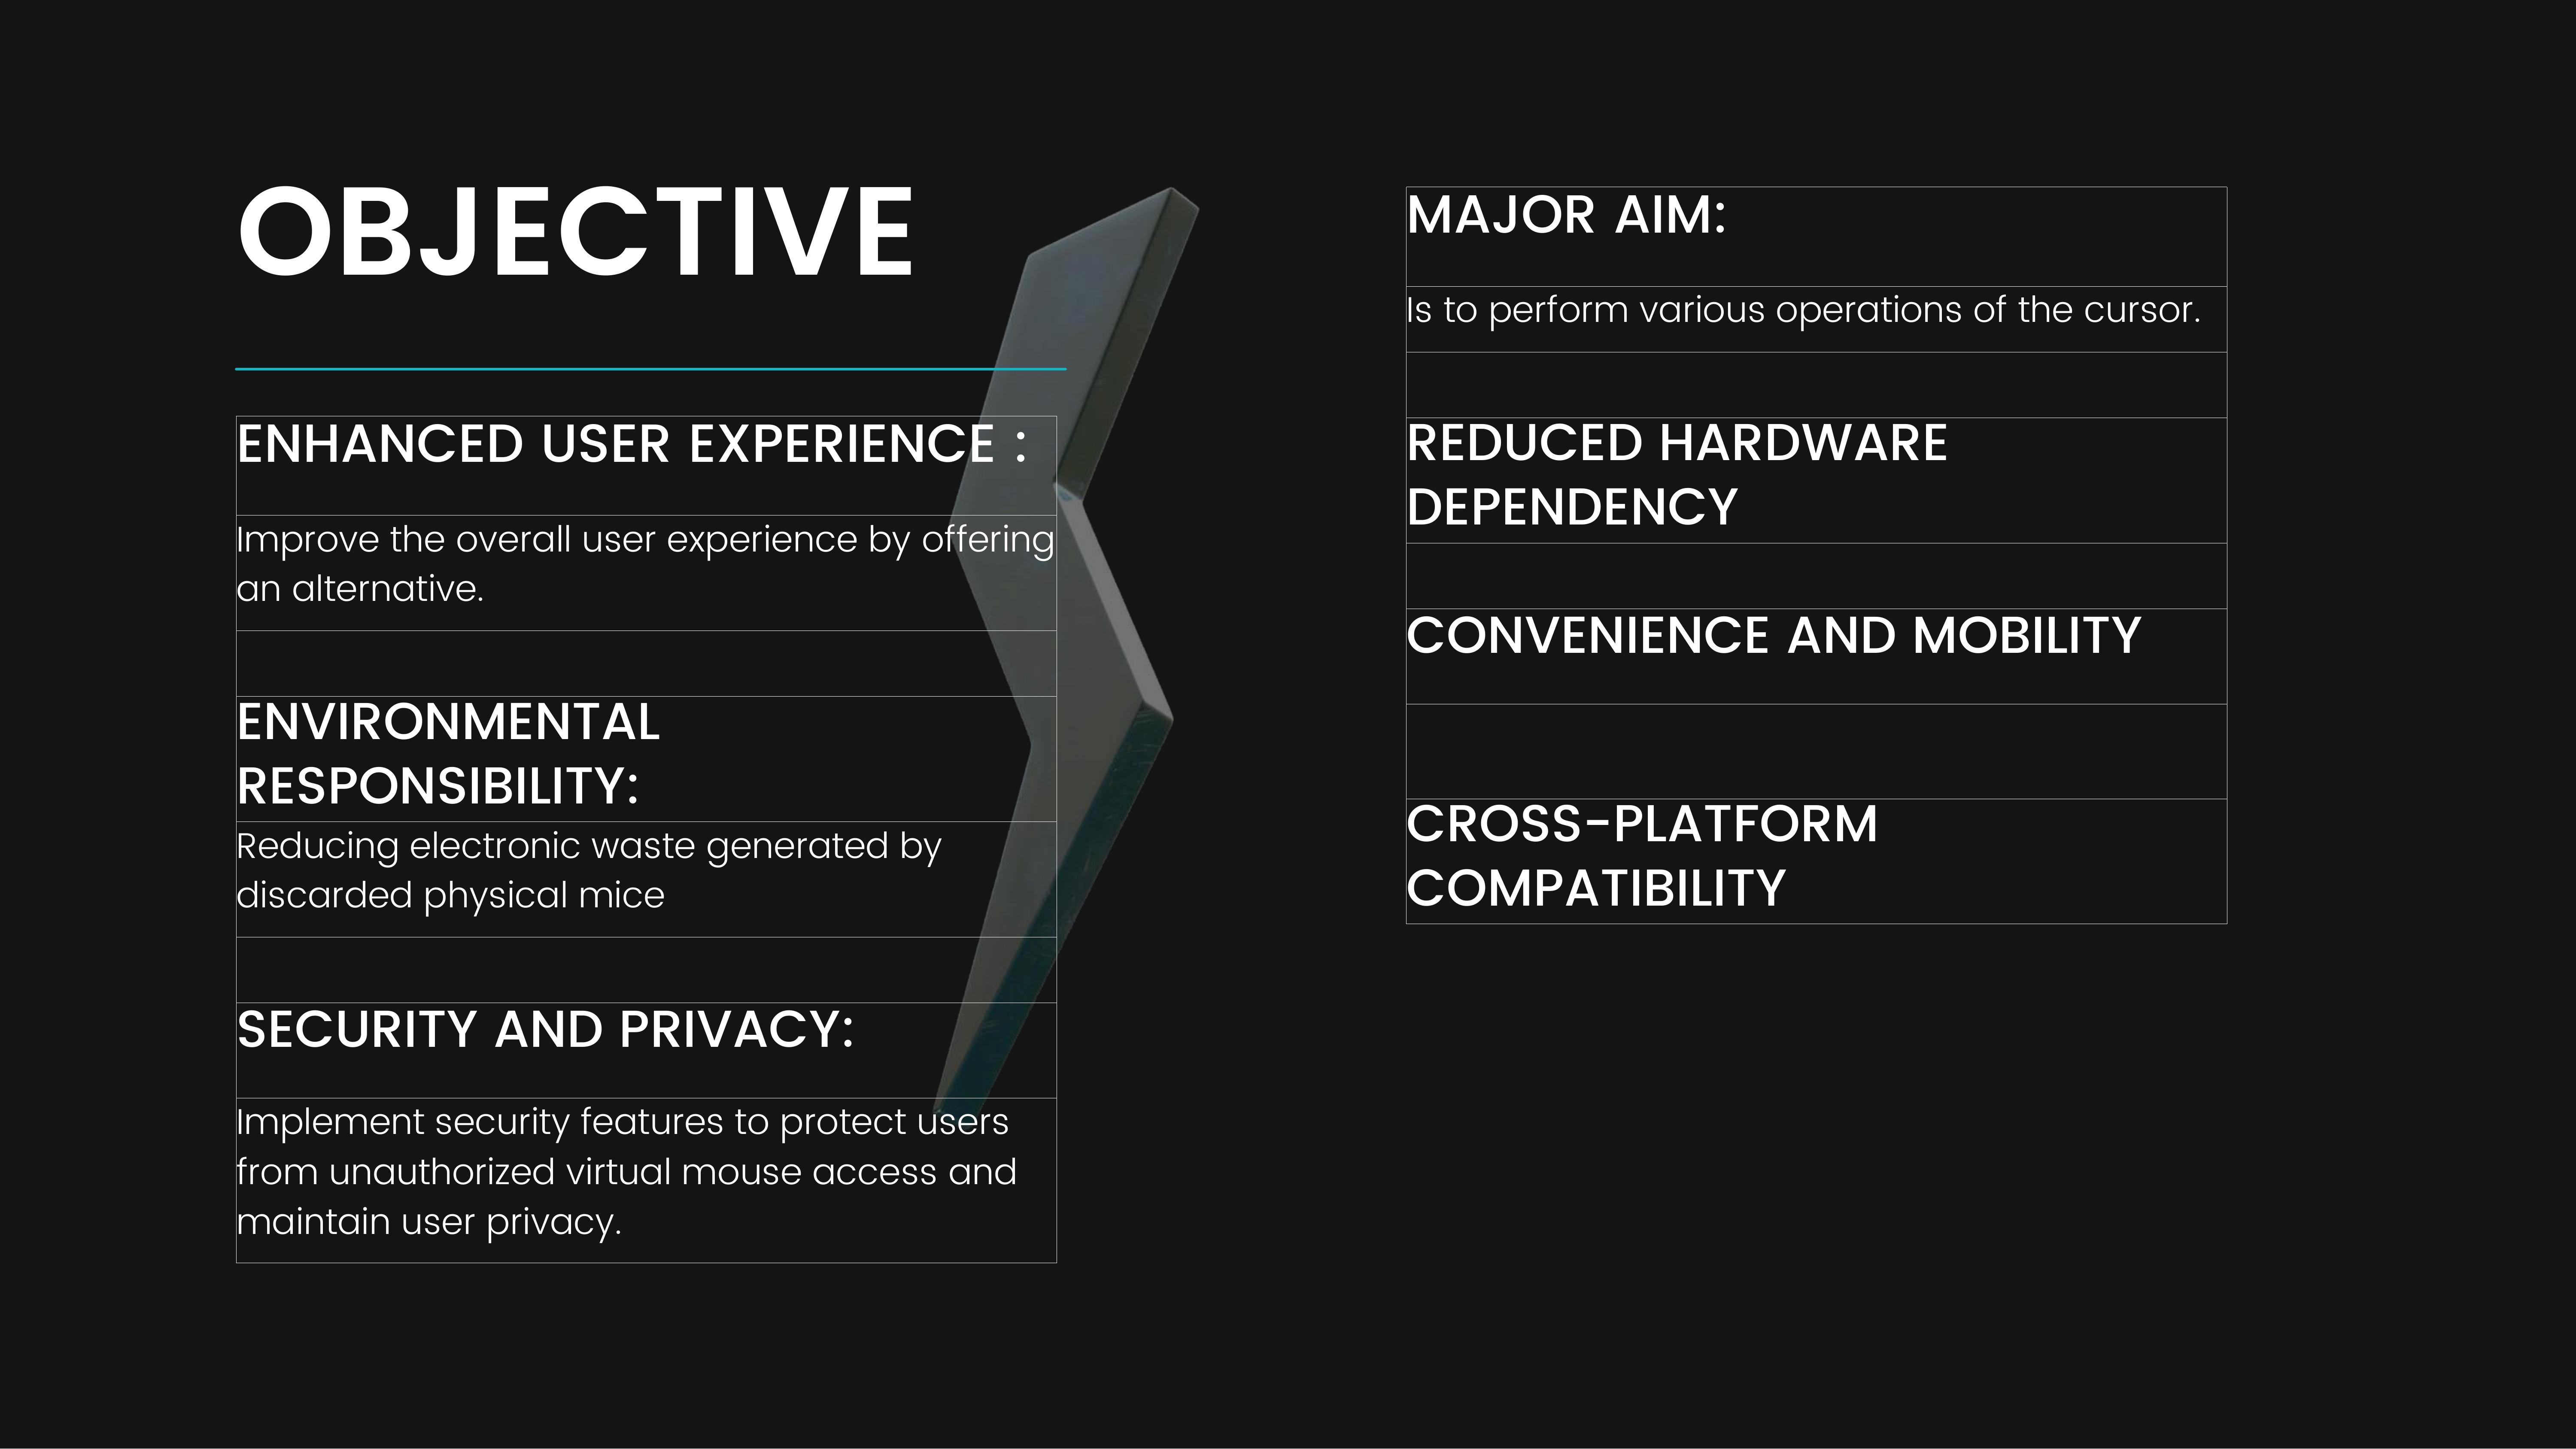 OBJECTIVE
ENHANCED USER EXPERIENCE :
Improve the overall user experience by offering
an alternative.
ENVIRONMENTAL
RESPONSIBILITY:
Reducing electronic waste generated by
discarded physical mice
SECURITY AND PRIVACY:
Implement security features to protect users
from unauthorized virtual mouse access and
maintain user privacy.
MAJOR AIM:
Is to perform various operations of the cursor.
REDUCED HARDWARE
DEPENDENCY
CONVENIENCE AND MOBILITY
CROSS-PLATFORM
COMPATIBILITY